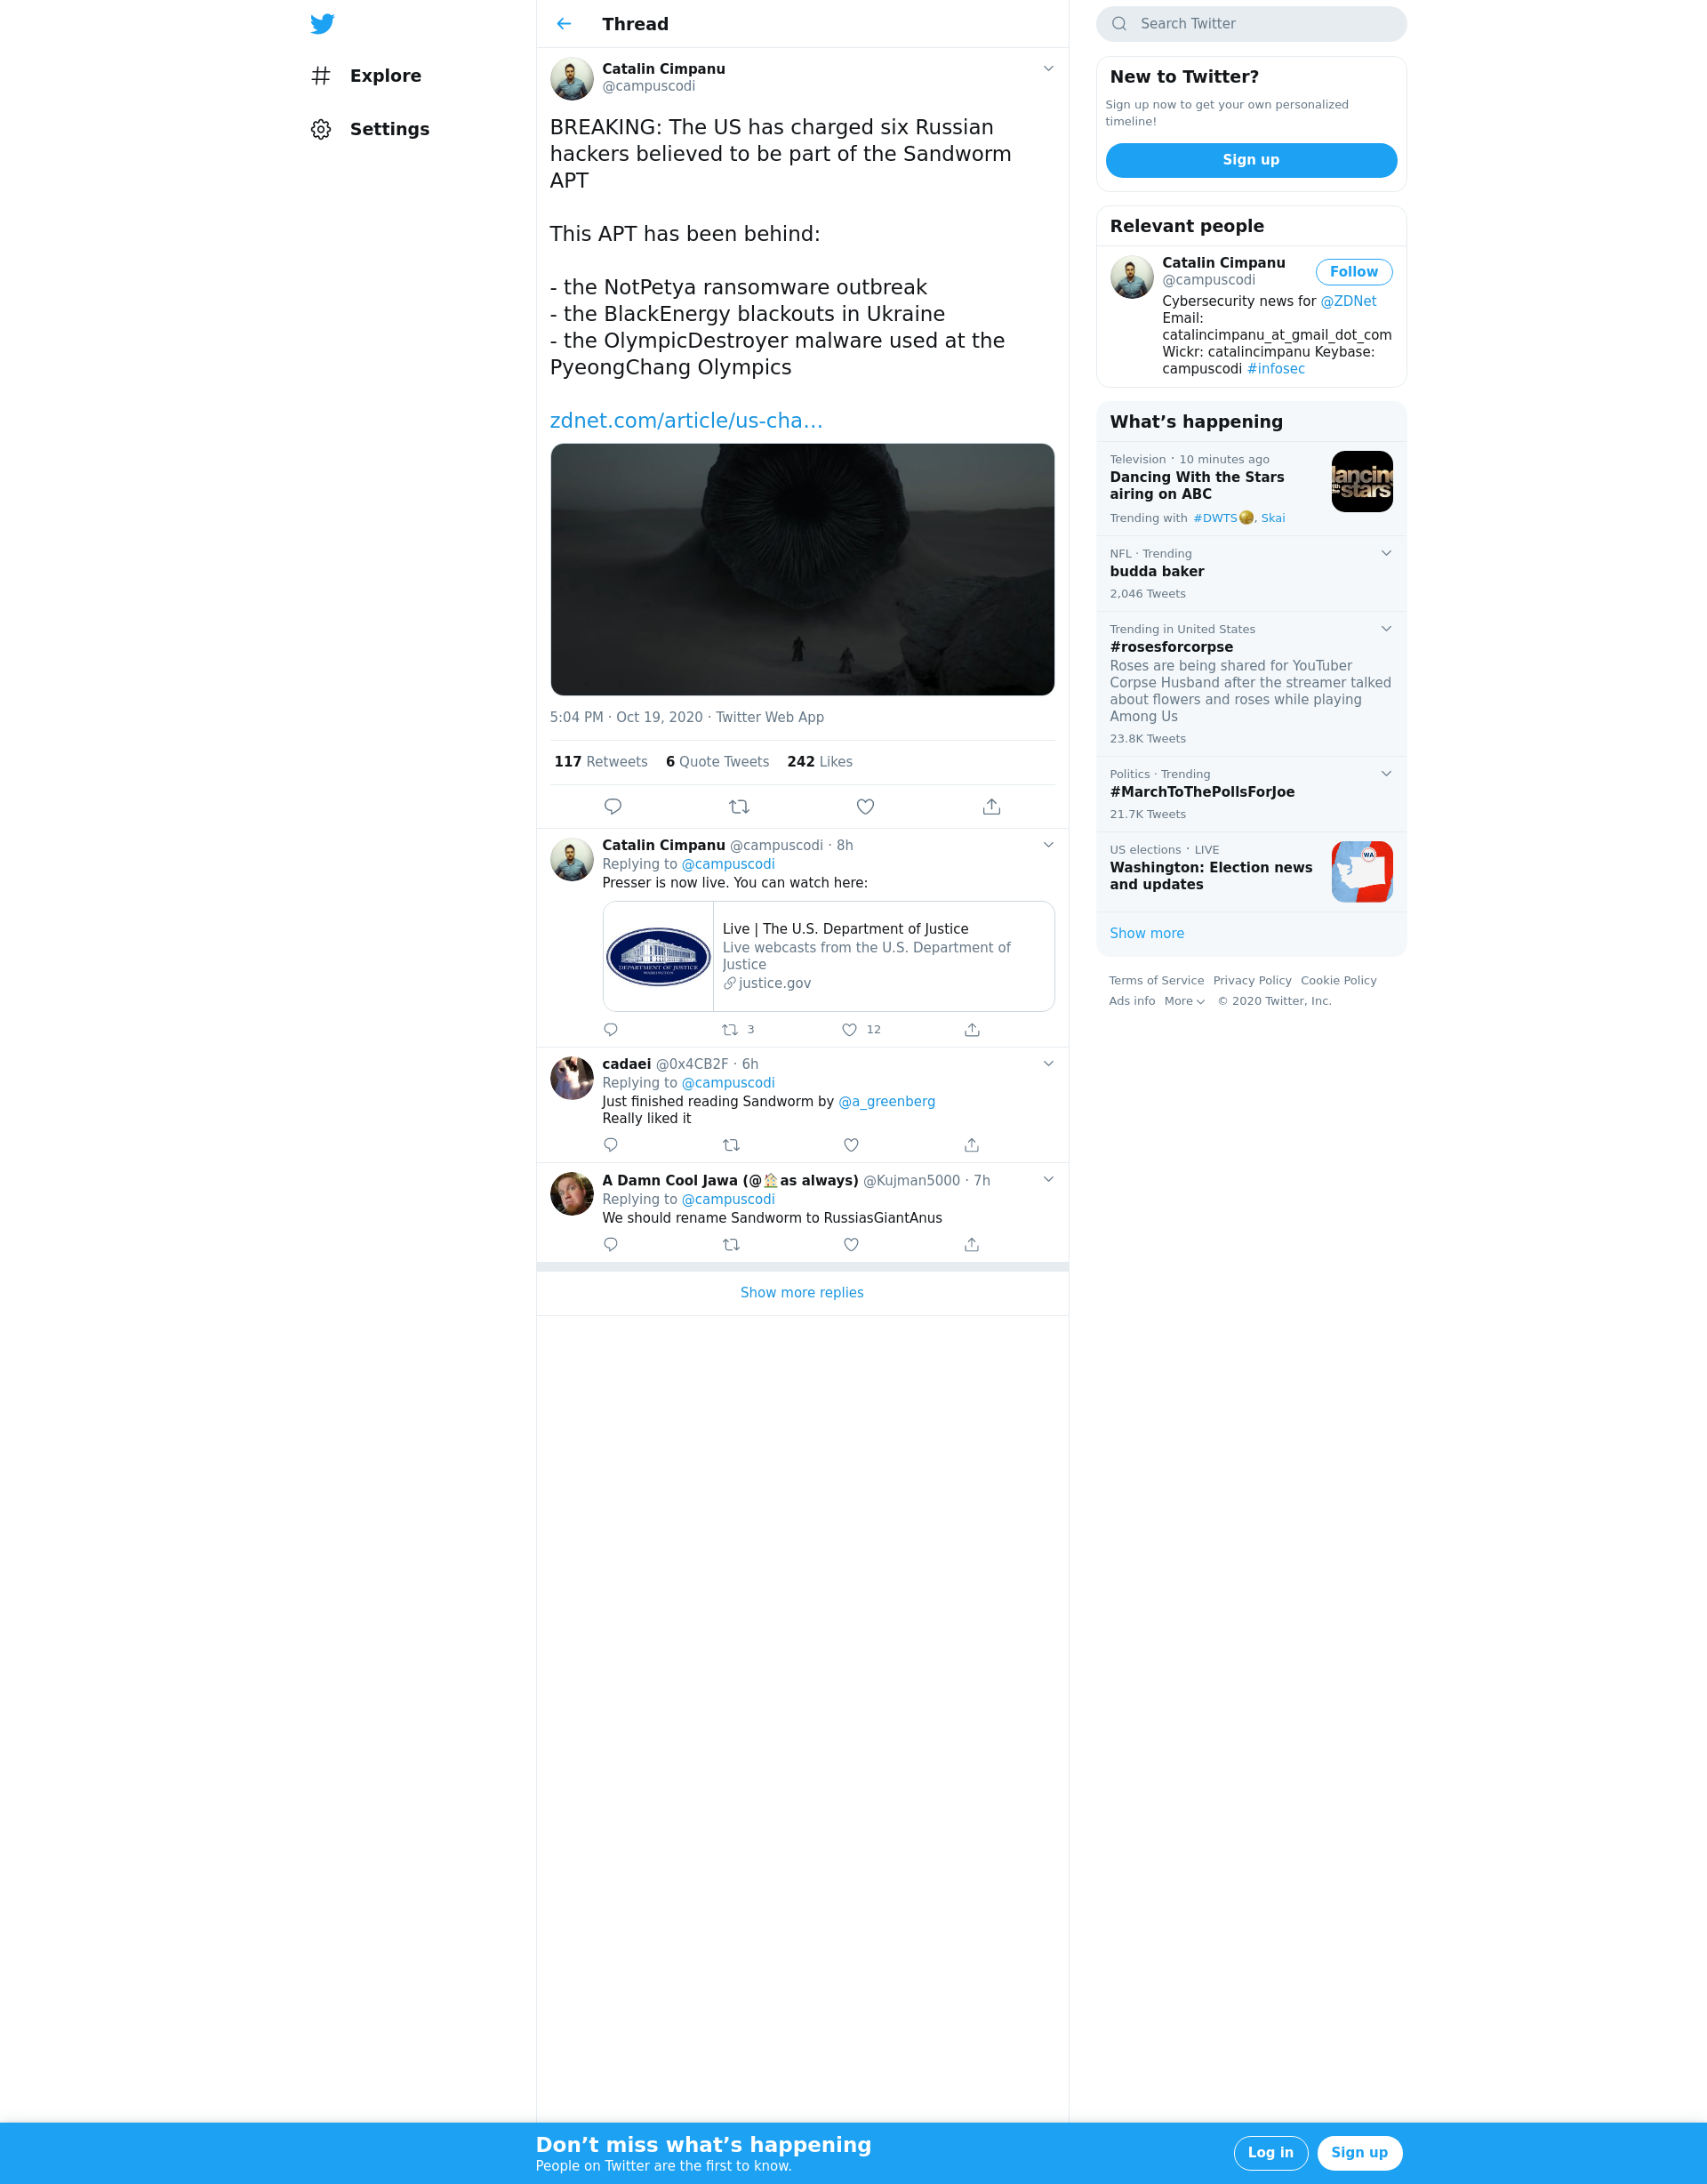 Explore
Settings
Thread
Catalin Cimpanu
@campuscodi
BREAKING: The US has charged six Russian
hackers believed to be part of the Sandworm
APT
This APT has been behind:
- the NotPetya ransomware outbreak
- the BlackEnergy blackouts in Ukraine
- the OlympicDestroyer malware used at the
PyeongChang Olympics
zdnet.com/article/us-cha…
5:04 PM · Oct 19, 2020 · Twitter Web App
117 Retweets 6 Quote Tweets 242 Likes
Catalin Cimpanu @campuscodi · 8h
Replying to @campuscodi
Presser is now live. You can watch here:
DEPARTMENT OF JUSTICE
WASHINGTON
Live | The U.S. Department of Justice
Live webcasts from the U.S. Department of
Justice
justice.gov
3 12
cadaei @0x4CB2F · 6h
Replying to @campuscodi
Just finished reading Sandworm by @a_greenberg
Really liked it
A Damn Cool Jawa (@🏠as always) @Kujman5000 · 7h
Replying to @campuscodi
We should rename Sandworm to RussiasGiantAnus
Show more replies
Search Twitter
New to Twitter?
Sign up now to get your own personalized
timeline!
Sign up
Relevant people
Catalin Cimpanu
@campuscodi
Follow
Cybersecurity news for @ZDNet
Email:
catalincimpanu_at_gmail_dot_com
Wickr: catalincimpanu Keybase:
campuscodi #infosec
What’s happening
Television · 10 minutes ago
Dancing With the Stars
airing on ABC
Trending with #DWTS, Skai
dancing
with the
stars
NFL · Trending
budda baker
2,046 Tweets
Trending in United States
#rosesforcorpse
Roses are being shared for YouTuber
Corpse Husband after the streamer talked
about flowers and roses while playing
Among Us
23.8K Tweets
Politics · Trending
#MarchToThePollsForJoe
21.7K Tweets
US elections · LIVE
Washington: Election news
and updates
WA
Show more
Terms of Service Privacy Policy Cookie Policy
Ads info More © 2020 Twitter, Inc.
Don’t miss what’s happening
People on Twitter are the first to know.
Log in
Sign up